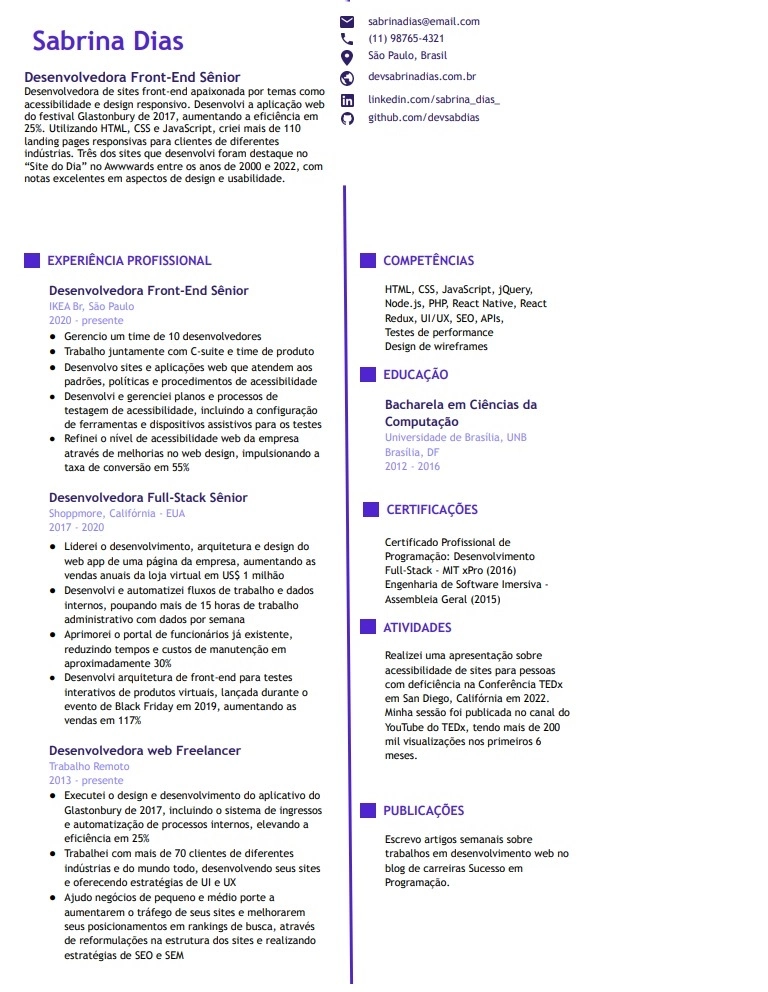 Sabrina Dias
Desenvolvedora Front-End Sênior
Desenvolvedora de sites front-end apaixonada por temas como
acessibilidade e design responsivo. Desenvolvi a aplicação web
do festival Glastonbury de 2017, aumentando a eficiência em
25%. Utilizando HTML, CSS e JavaScript, criei mais de 110
landing pages responsivas para clientes de diferentes
indústrias. Três dos sites que desenvolvi foram destaque no
“Site do Dia” no Awwwards entre os anos de 2000 e 2022, com
notas excelentes em aspectos de design e usabilidade.
sabrinadias@email.com
(11) 98765-4321
São Paulo, Brasil
devsabrinadias.com.br
linkedin.com/sabrina_dias_
github.com/devsabdias
EXPERIÊNCIA PROFISSIONAL
Desenvolvedora Front-End Sênior
IKEA Br, São Paulo
2020 - presente
● Gerencio um time de 10 desenvolvedores
● Trabalho juntamente com C-suite e time de produto
● Desenvolvo sites e aplicações web que atendem aos
padrões, políticas e procedimentos de acessibilidade
● Desenvolvi e gerenciei planos e processos de
testagem de acessibilidade, incluindo a configuração
de ferramentas e dispositivos assistivos para os testes
● Refinei o nível de acessibilidade web da empresa
através de melhorias no web design, impulsionando a
taxa de conversão em 55%
Desenvolvedora Full-Stack Sênior
Shoppmore, Califórnia - EUA
2017 - 2020
● Liderei o desenvolvimento, arquitetura e design do
web app de uma página da empresa, aumentando as
vendas anuais da loja virtual em US$ 1 milhão
● Desenvolvi e automatizei fluxos de trabalho e dados
internos, poupando mais de 15 horas de trabalho
administrativo com dados por semana
● Aprimorei o portal de funcionários já existente,
reduzindo tempos e custos de manutenção em
aproximadamente 30%
● Desenvolvi arquitetura de front-end para testes
interativos de produtos virtuais, lançada durante o
evento de Black Friday em 2019, aumentando as
vendas em 117%
Desenvolvedora web Freelancer
Trabalho Remoto
2013 - presente
● Executei o design e desenvolvimento do aplicativo do
Glastonbury de 2017, incluindo o sistema de ingressos
e automatização de processos internos, elevando a
eficiência em 25%
● Trabalhei com mais de 70 clientes de diferentes
indústrias e do mundo todo, desenvolvendo seus sites
e oferecendo estratégias de UI e UX
● Ajudo negócios de pequeno e médio porte a
aumentarem o tráfego de seus sites e melhorarem
seus posicionamentos em rankings de busca, através
de reformulações na estrutura dos sites e realizando
estratégias de SEO e SEM
COMPETÊNCIAS
HTML, CSS, JavaScript, jQuery,
Node.js, PHP, React Native, React
Redux, UI/UX, SEO, APIs,
Testes de performance
Design de wireframes
EDUCAÇÃO
Bacharela em Ciências da
Computação
Universidade de Brasília, UNB
Brasília, DF
2012 - 2016
CERTIFICAÇÕES
Certificado Profissional de
Programação: Desenvolvimento
Full-Stack - MIT xPro (2016)
Engenharia de Software Imersiva -
Assembleia Geral (2015)
ATIVIDADES
Realizei uma apresentação sobre
acessibilidade de sites para pessoas
com deficiência na Conferência TEDx
em San Diego, Califórnia em 2022.
Minha sessão foi publicada no canal do
YouTube do TEDx, tendo mais de 200
mil visualizações nos primeiros 6
meses.
PUBLICAÇÕES
Escrevo artigos semanais sobre
trabalhos em desenvolvimento web no
blog de carreiras Sucesso em
Programação.